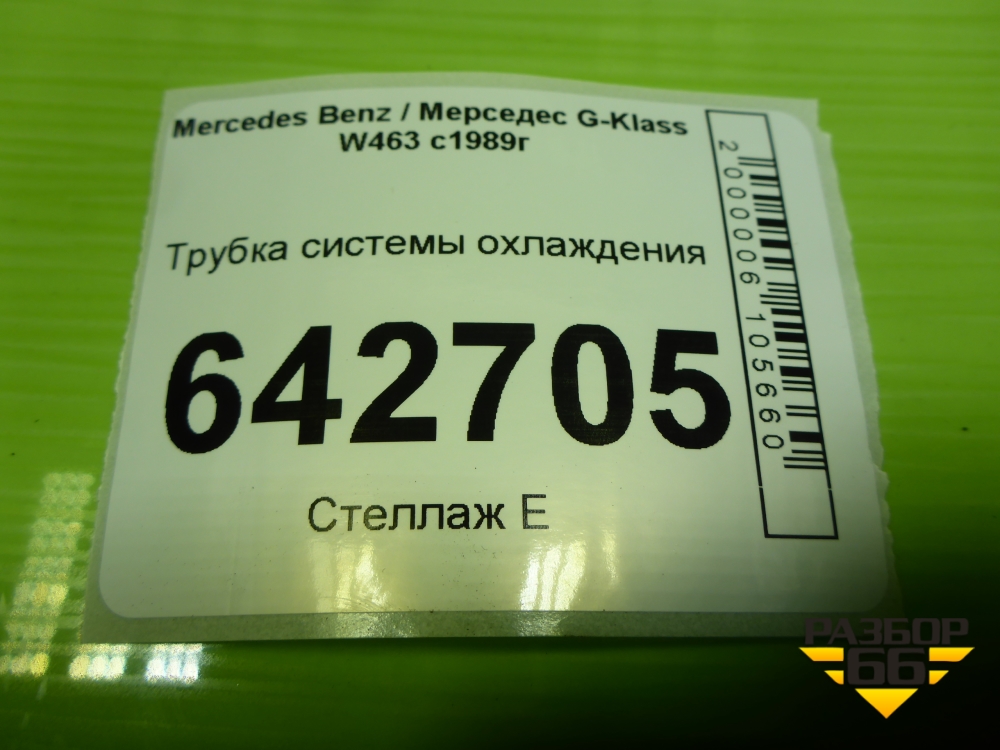 Mercedes Benz / Мерседес G-Klass
W463 с1989г
Трубка системы охлаждения
642705
Стеллаж Е
2000006105660
РАЗБОР
66